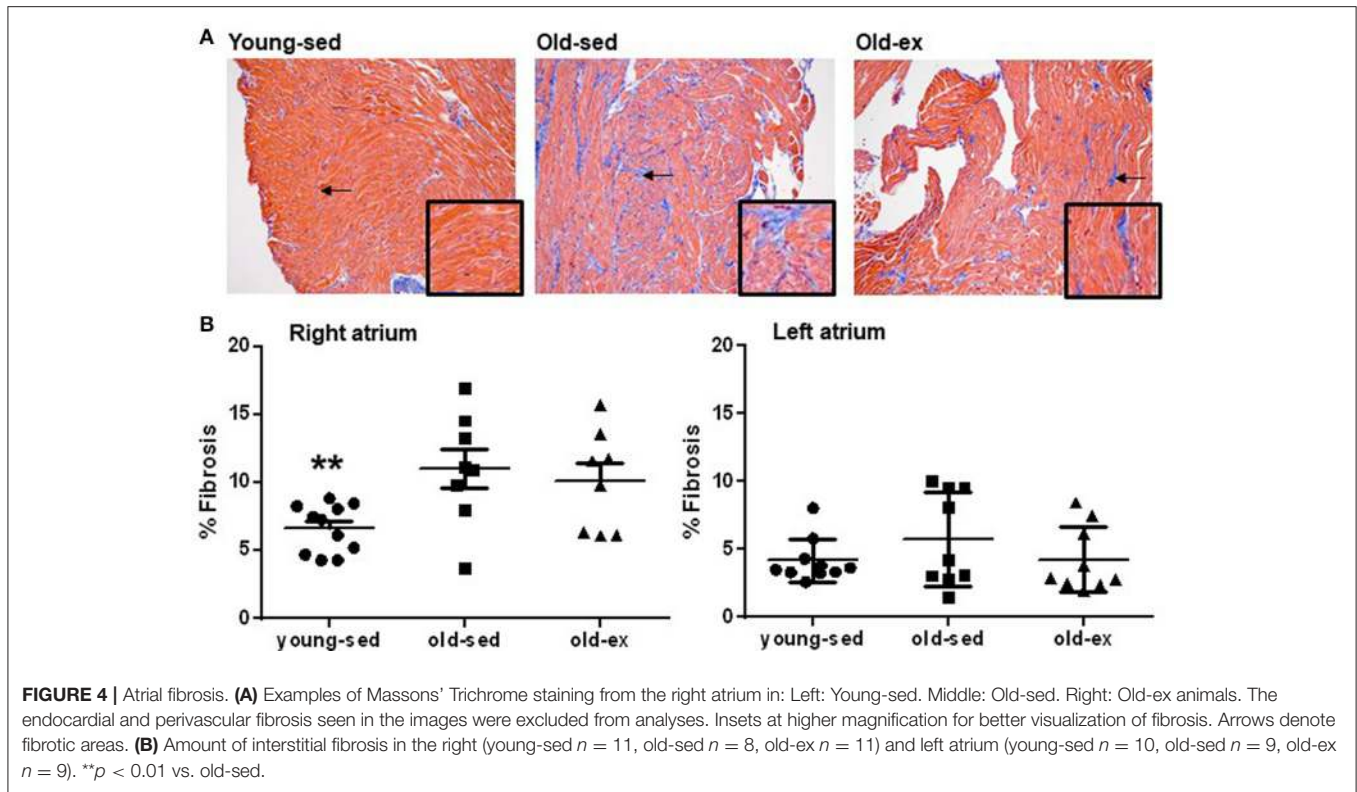 A
Young-sed
Old-sed
Old-ex
B
Right atrium
% Fibrosis
20
15
10
5
0
**
young-sed
old-sed
old-ex
Left atrium
% Fibrosis
20
15
10
5
0
young-sed
old-sed
old-ex
FIGURE 4 | Atrial fibrosis. (A) Examples of Massons' Trichrome staining from the right atrium in: Left: Young-sed. Middle: Old-sed. Right: Old-ex animals. The
endocardial and perivascular fibrosis seen in the images were excluded from analyses. Insets at higher magnification for better visualization of fibrosis. Arrows denote
fibrotic areas. (B) Amount of interstitial fibrosis in the right (young-sed n = 11, old-sed n = 8, old-ex n = 11) and left atrium (young-sed n = 10, old-sed n = 9, old-ex
n = 9). **p < 0.01 vs. old-sed.